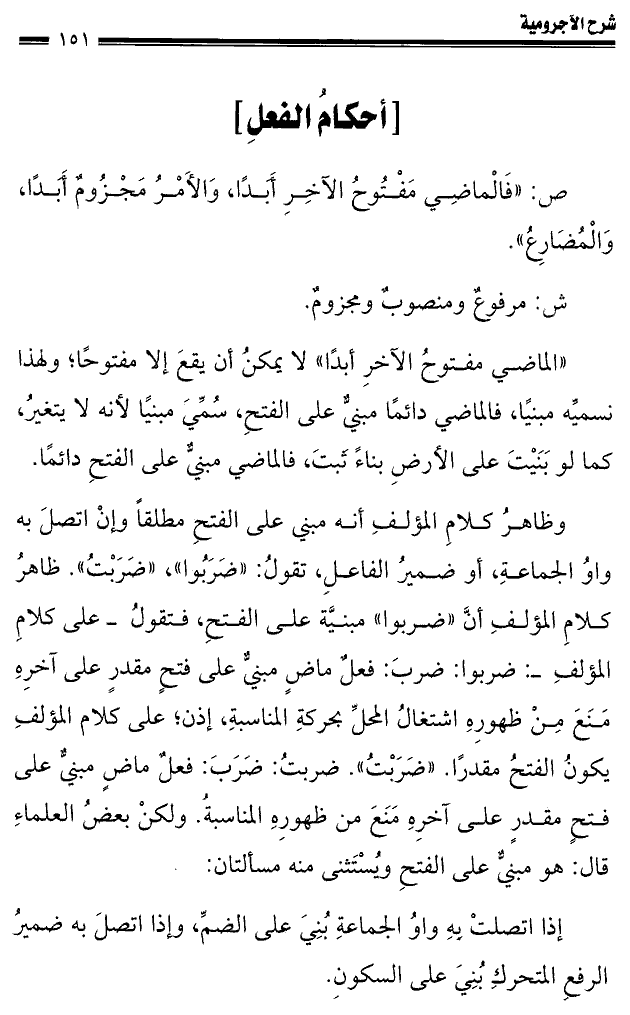 شرح الآجرومية
١٥١
[أحكامُ الفعلِ]
ص: «فَالْماضِي مَفْتُوحُ الآخِرِ أَبَدًا، وَالأَمْرُ مَجْزُومٌ أَبَدًا،
وَالْمُضَارِعُ».
ش: مرفوعٌ ومنصوبٌ ومجزومٌ.
«الماضي مفتوحُ الآخرِ أبدًا» لا يمكنُ أن يقعَ إلا مفتوحًا؛ ولهذا
نسميِّه مبنيًا، فالماضي دائمًا مبنيٌّ على الفتحِ، سُمِّيَ مبنيًا لأنه لا يتغيرُ،
كما لو بَنَيْتَ على الأرضِ بناءً ثَبتَ، فالماضي مبنيٌّ على الفتحِ دائمًا.
وظاهرُ كلامِ المؤلفِ أنه مبني على الفتحِ مطلقاً وإنْ اتصلَ به
واوُ الجماعةِ، أو ضميرُ الفاعلِ، تقولُ: «ضَرَبُوا»، «ضَرَبْتُ». ظاهرُ
كلامِ المؤلفِ أنَّ «ضربوا» مبنيَّة على الفتحِ، فتقولُ ـ على كلامِ
المؤلفِ ـ: ضربوا: ضربَ: فعلٌ ماضٍ مبنيٌّ على فتحٍ مقدرٍ على آخرِهِ
مَنَعَ مِنْ ظهورِهِ اشتغالُ المحلِّ بحركةِ المناسبةِ، إذن؛ على كلام المؤلفِ
يكونُ الفتحُ مقدرًا. «ضَرَبْتُ». ضربتُ: ضَرَبَ: فعلٌ ماضٍ مبنيٌّ على
فتحٍ مقدرٍ على آخرِهِ مَنَعَ من ظهورِهِ المناسبةُ. ولكنْ بعضُ العلماءِ
قال: هو مبنيٌّ على الفتحِ ويُسْتَثنى منه مسألتان:
إذا اتصلتْ بِهِ واوُ الجماعةِ بُنِيَ على الضمِّ، وإذا اتصلَ به ضميرُ
الرفعِ المتحركِ بُنِيَ على السكونِ.